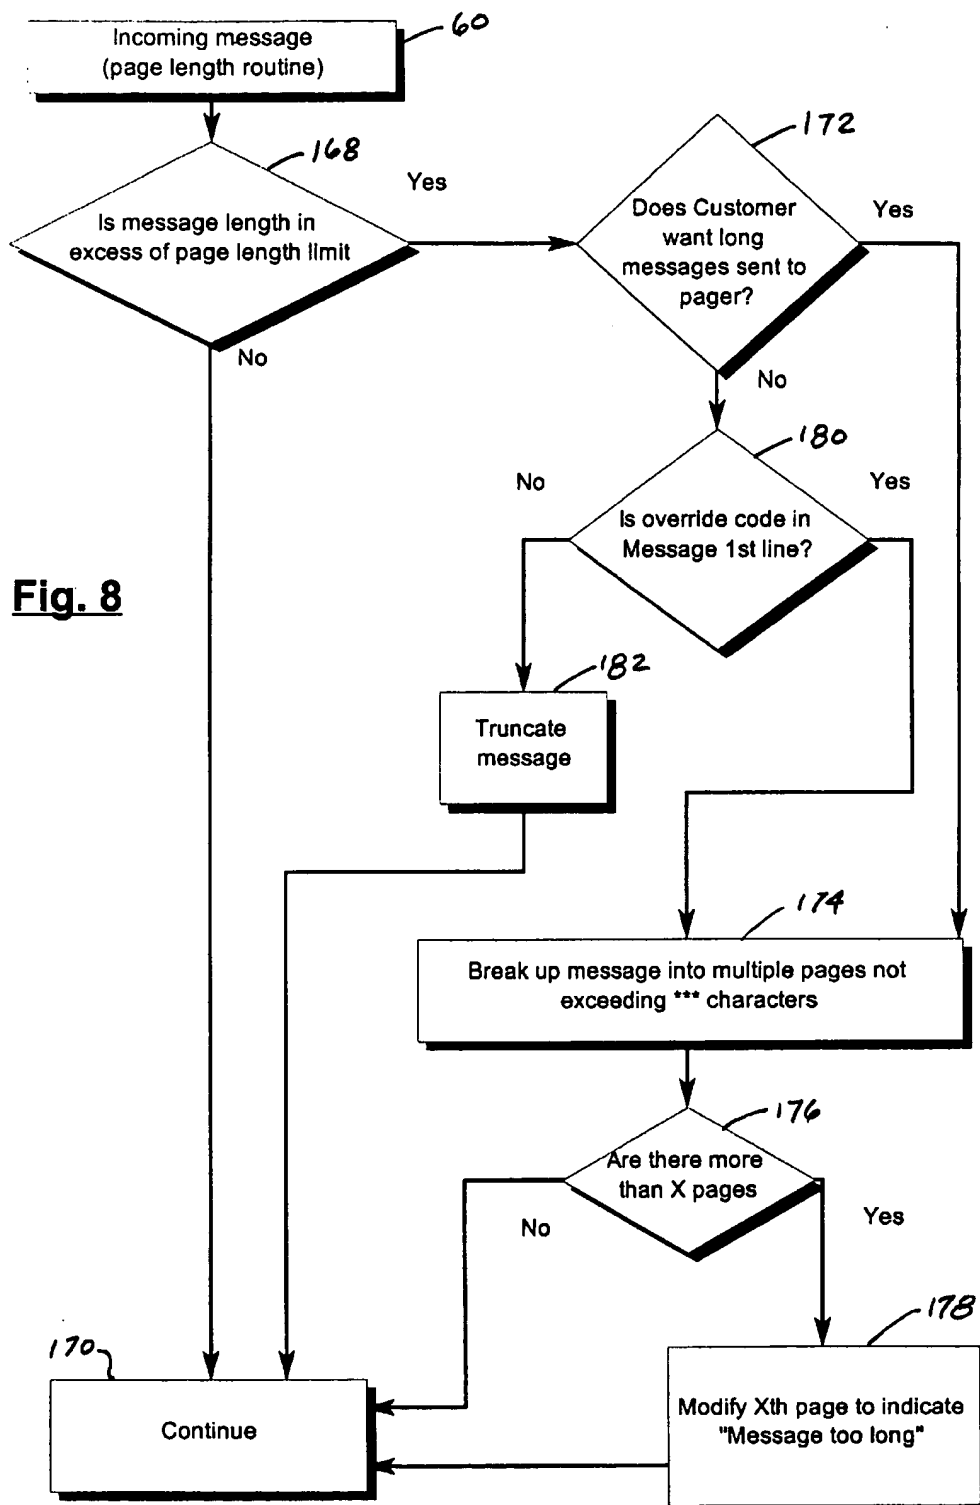 Incoming message
(page length routine)
60
168
Is message length in
excess of page length limit
Yes
No
172
Does Customer
want long
messages sent to
pager?
Yes
No
180
Is override code in
Message 1st line?
No
Yes
Fig. 8
182
Truncate
message
174
Break up message into multiple pages not
exceeding *** characters
176
Are there more
than X pages
No
Yes
178
Modify Xth page to indicate
"Message too long"
170
Continue